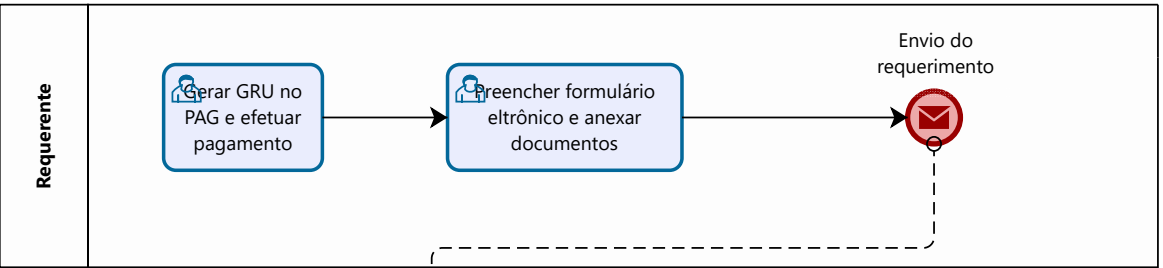 Requerente
Gerar GRU no
PAG e efetuar
pagamento
Preencher formulário
eltrônico e anexar
documentos
Envio do
requerimento